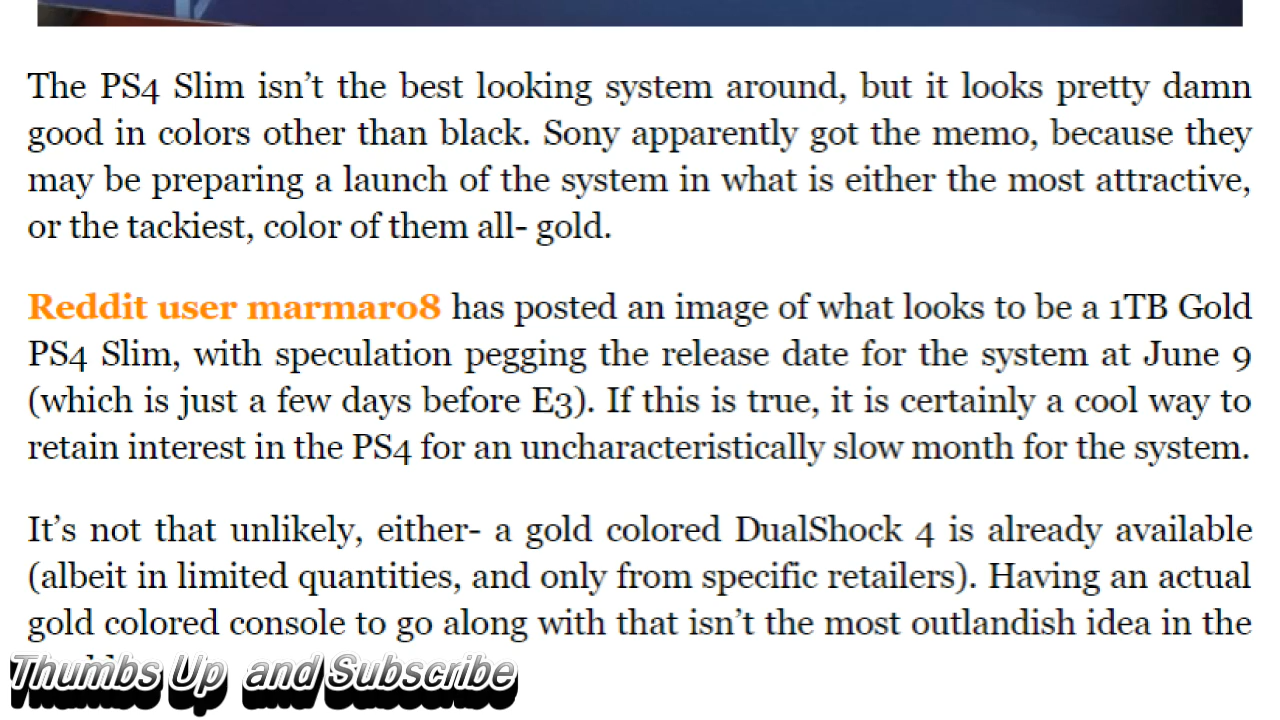 The PS4 Slim isn’t the best looking system around, but it looks pretty damn
good in colors other than black. Sony apparently got the memo, because they
may be preparing a launch of the system in what is either the most attractive,
or the tackiest, color of them all- gold.
Reddit user marmaro8 has posted an image of what looks to be a 1TB Gold
PS4 Slim, with speculation pegging the release date for the system at June 9
(which is just a few days before E3). If this is true, it is certainly a cool way to
retain interest in the PS4 for an uncharacteristically slow month for the system.
It’s not that unlikely, either- a gold colored DualShock 4 is already available
(albeit in limited quantities, and only from specific retailers). Having an actual
gold colored console to go along with that isn’t the most outlandish idea in the
Thumbs Up and Subscribe